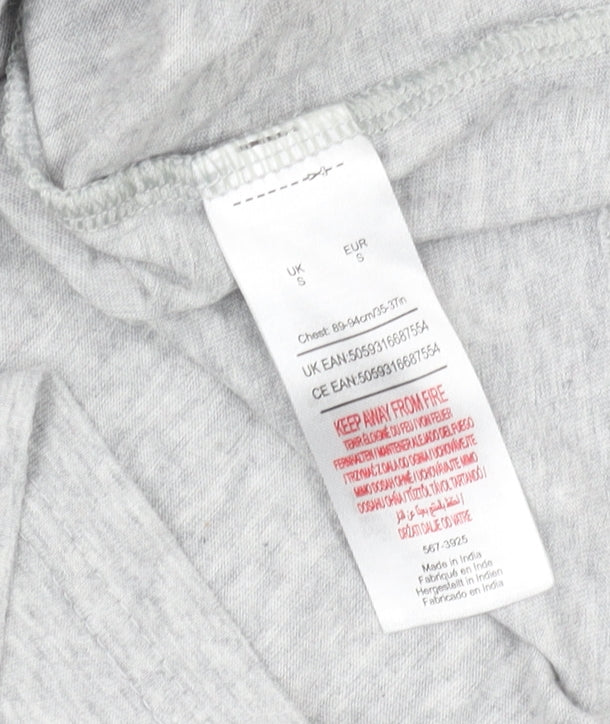 UK EUR
S S
Chest: 89-94cm/35-37in
UK EAN:5059316687554
CE EAN:5059316687554
KEEP AWAY FROM FIRE
TENIR ÉLOIGNÉ DU FEU / VON FEUER
FERNHALTEN / MANTENER ALEJADO DEL FUEGO
/ TRZYMAĆ Z DALA OD OGNIA / UCHOVÁVEJTE
MIMO DOSAH OHNĚ / UCHOVÁVAJTE MIMO
DOSAHU OHŇA / TŰZTŐL TÁVOL TARTANDÓ /
DRŽATI DALJE OD VATRE
567-3925
Made in India
Fabriqué en Inde
Hergestellt in Indien
Fabricado en India